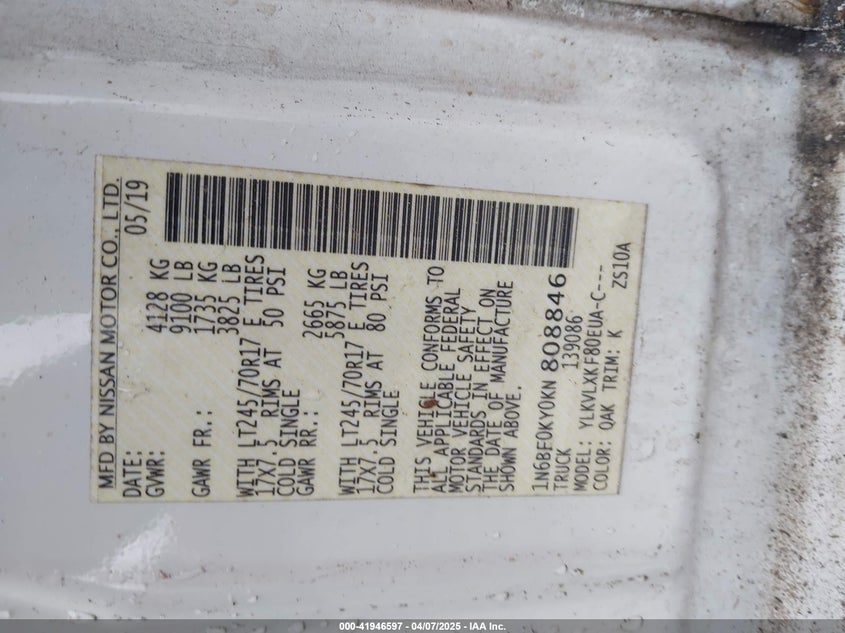 MFD BY NISSAN MOTOR CO., LTD.
DATE: 05/19
GVWR: 4128 KG
9100 LB
GAWR FR.: 1735 KG
3825 LB
WITH LT245/70R17 E TIRES
17X7.5 RIMS AT 50 PSI
COLD SINGLE
GAWR RR.: 2665 KG
5875 LB
WITH LT245/70R17 E TIRES
17X7.5 RIMS AT 80 PSI
COLD SINGLE
THIS VEHICLE CONFORMS TO
ALL APPLICABLE FEDERAL
MOTOR VEHICLE SAFETY
STANDARDS IN EFFECT ON
THE DATE OF MANUFACTURE
SHOWN ABOVE.
1N6BE0KY0KN808846
TRUCK 139086
MODEL: YLKVLXKF80EUA-C---
COLOR: QAK TRIM: K ZS10A
000-41946597 - 04/07/2025 - IAA Inc.